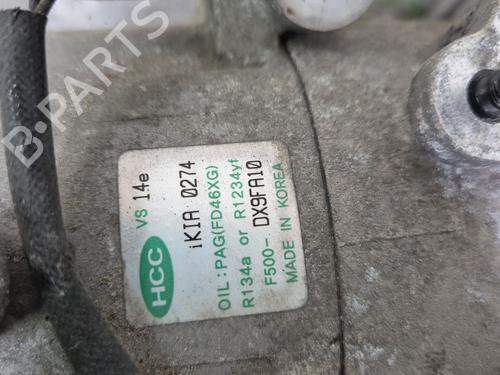 B-PARTS
HCC
VS 14e
iKIA 0274
OIL : PAG(FD46XG)
R134a or R1234yf
F500- DX9FA10
MADE IN KOREA